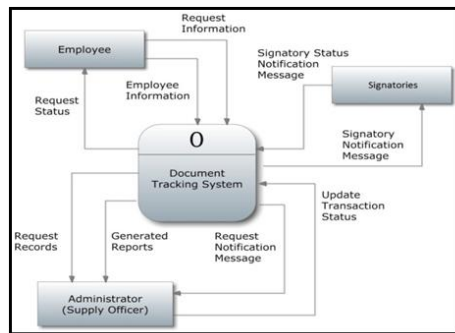 Request
Information
Employee
Signatory Status
Notification
Message
Signatories
Employee
Information
Request
Status
O
Signatory
Notification
Message
Document
Tracking System
Update
Transaction
Status
Request
Records
Generated
Reports
Request
Notification
Message
Administrator
(Supply Officer)